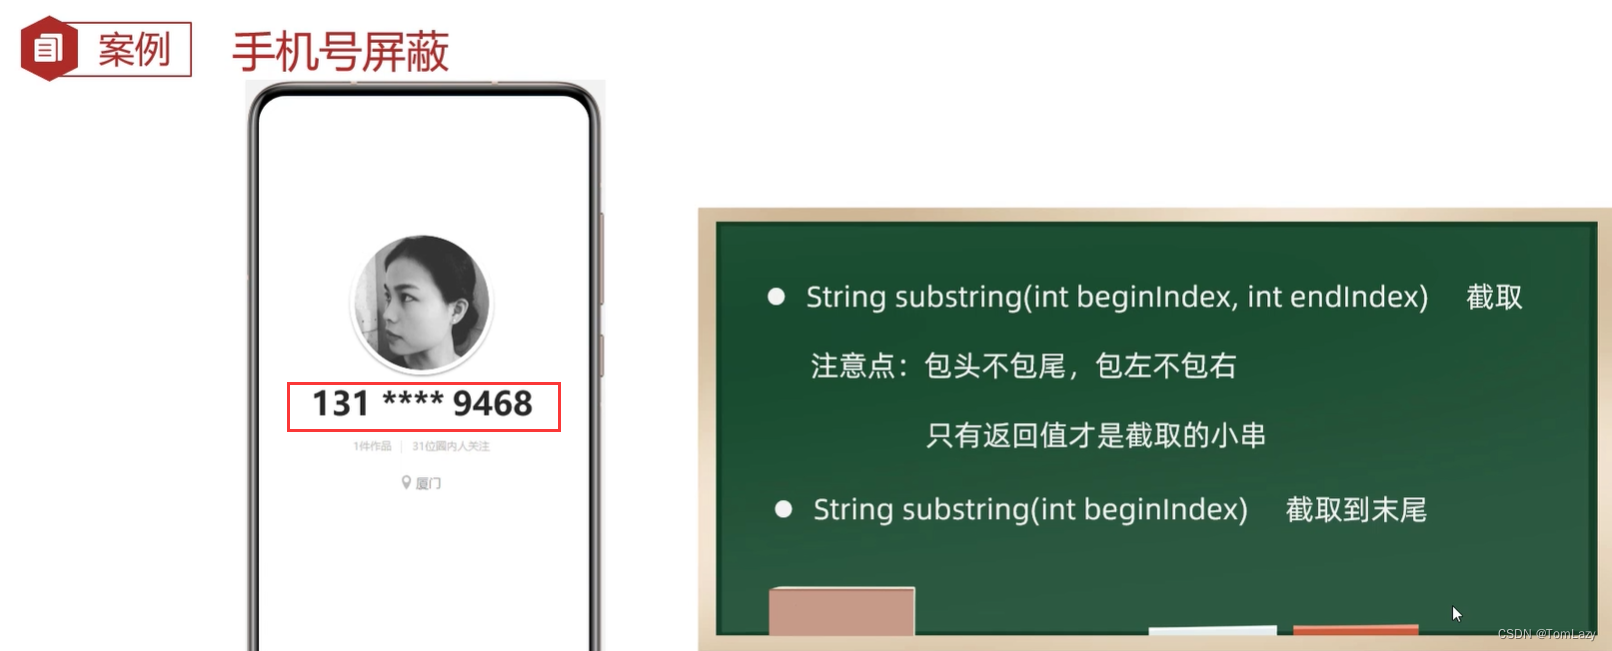 案例
手机号屏蔽
131 **** 9468
1件作品 | 31位圈内人关注
厦门
● String substring(int beginIndex, int endIndex) 截取
注意点：包头不包尾，包左不包右
只有返回值才是截取的小串
● String substring(int beginIndex) 截取到末尾
CSDN @TomLazy